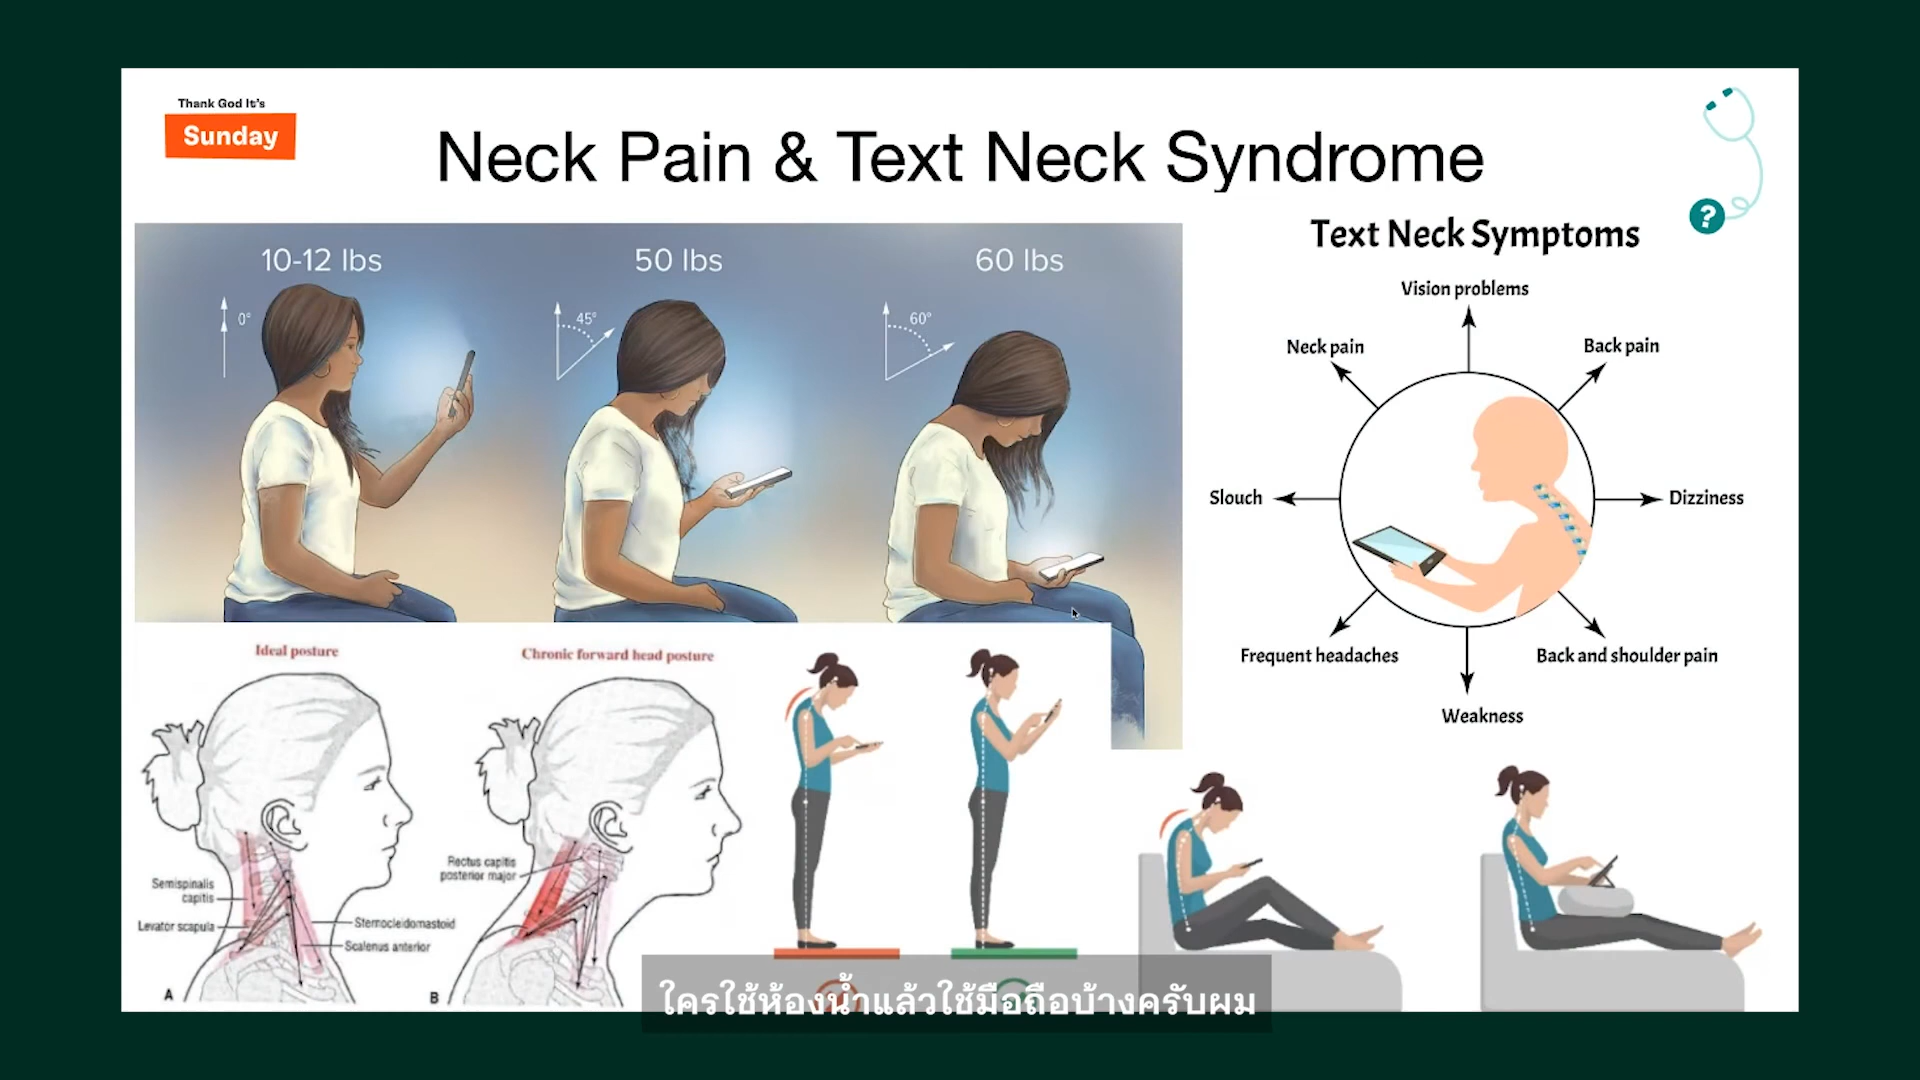 Thank God It's
Sunday
Neck Pain & Text Neck Syndrome
?
10-12 lbs
50 lbs
60 lbs
0°
45°
60°
Text Neck Symptoms
Vision problems
Neck pain
Back pain
Slouch
Dizziness
Frequent headaches
Back and shoulder pain
Weakness
Ideal posture
Semispinalis
capitis
Levator scapula
Sternocleidomastoid
Scalenus anterior
A
Chronic forward head posture
Rectus capitis
posterior major
B
ใครใช้ห้องน้ำแล้วใช้มือถือบ้างครับผม